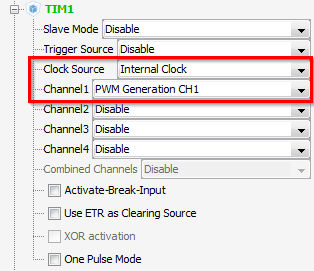 TIM1
Slave Mode Disable
Trigger Source Disable
Clock Source Internal Clock
Channel1 PWM Generation CH1
Channel2 Disable
Channel3 Disable
Channel4 Disable
Combined Channels Disable
Activate-Break-Input
Use ETR as Clearing Source
XOR activation
One Pulse Mode